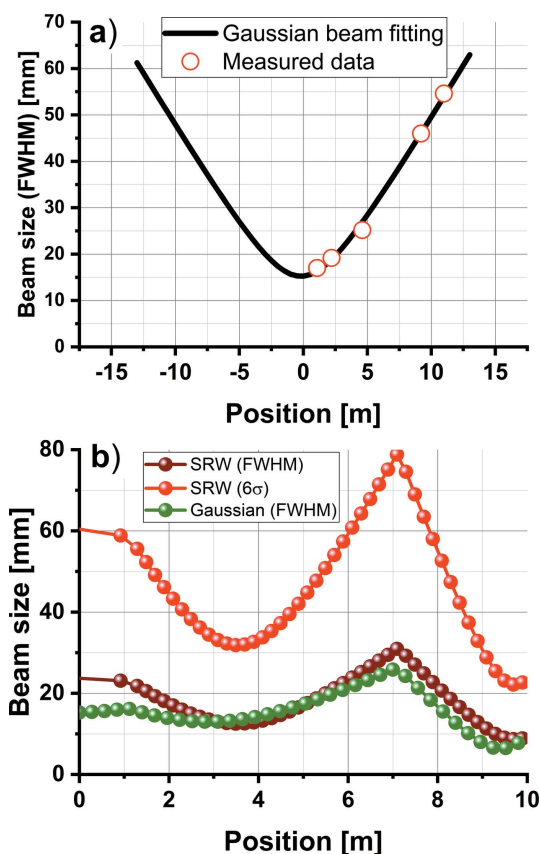 a)
Gaussian beam fitting
Measured data
Beam size (FWHM) [mm]
70
60
50
40
30
20
10
0
-15 -10 -5 0 5 10 15
Position [m]
b)
SRW (FWHM)
SRW (6σ)
Gaussian (FWHM)
Beam size [mm]
80
60
40
20
0
0 2 4 6 8 10
Position [m]